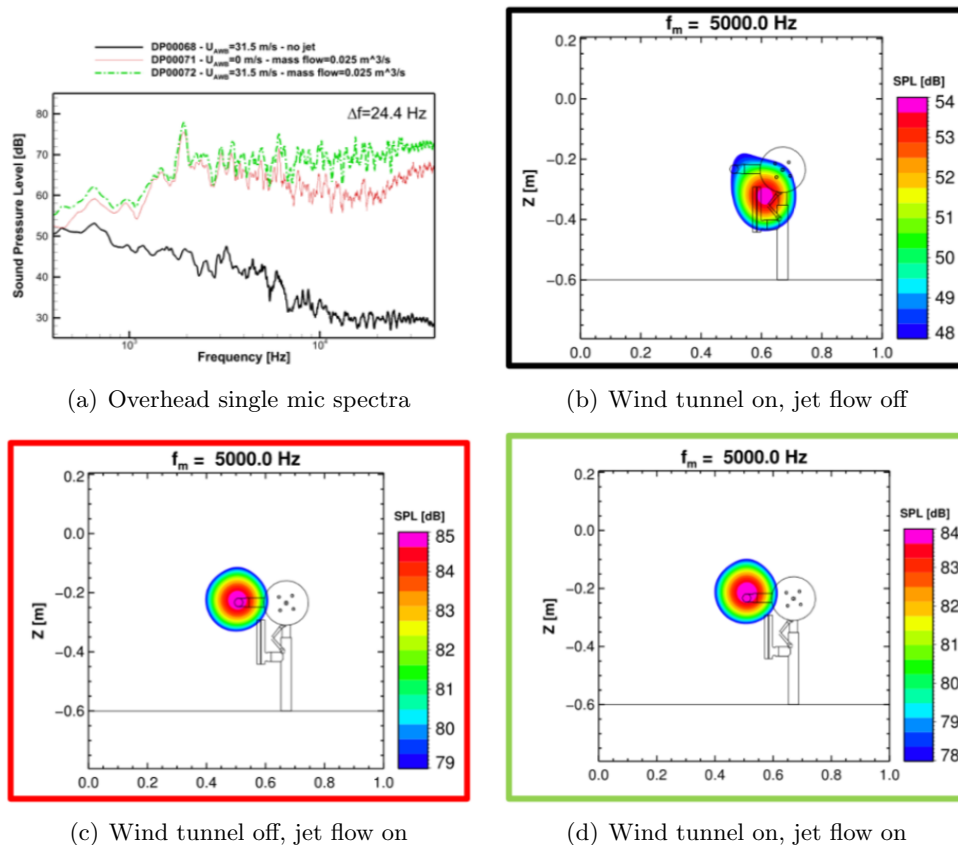 DP00068 - U_AWB=31.5 m/s - no jet
DP00071 - U_AWB=0 m/s - mass flow=0.025 m^3/s
DP00072 - U_AWB=31.5 m/s - mass flow=0.025 m^3/s
Δf=24.4 Hz
Sound Pressure Level [dB]
80
70
60
50
40
30
10³
10⁴
Frequency [Hz]
(a) Overhead single mic spectra
f_m = 5000.0 Hz
SPL [dB]
54
53
52
51
50
49
48
Z [m]
0.2
0.0
−0.2
−0.4
−0.6
0.0 0.2 0.4 0.6 0.8 1.0
(b) Wind tunnel on, jet flow off
f_m = 5000.0 Hz
SPL [dB]
85
84
83
82
81
80
79
Z [m]
0.2
0.0
−0.2
−0.4
−0.6
0.0 0.2 0.4 0.6 0.8 1.0
(c) Wind tunnel off, jet flow on
f_m = 5000.0 Hz
SPL [dB]
84
83
82
81
80
79
78
Z [m]
0.2
0.0
−0.2
−0.4
−0.6
0.0 0.2 0.4 0.6 0.8 1.0
(d) Wind tunnel on, jet flow on